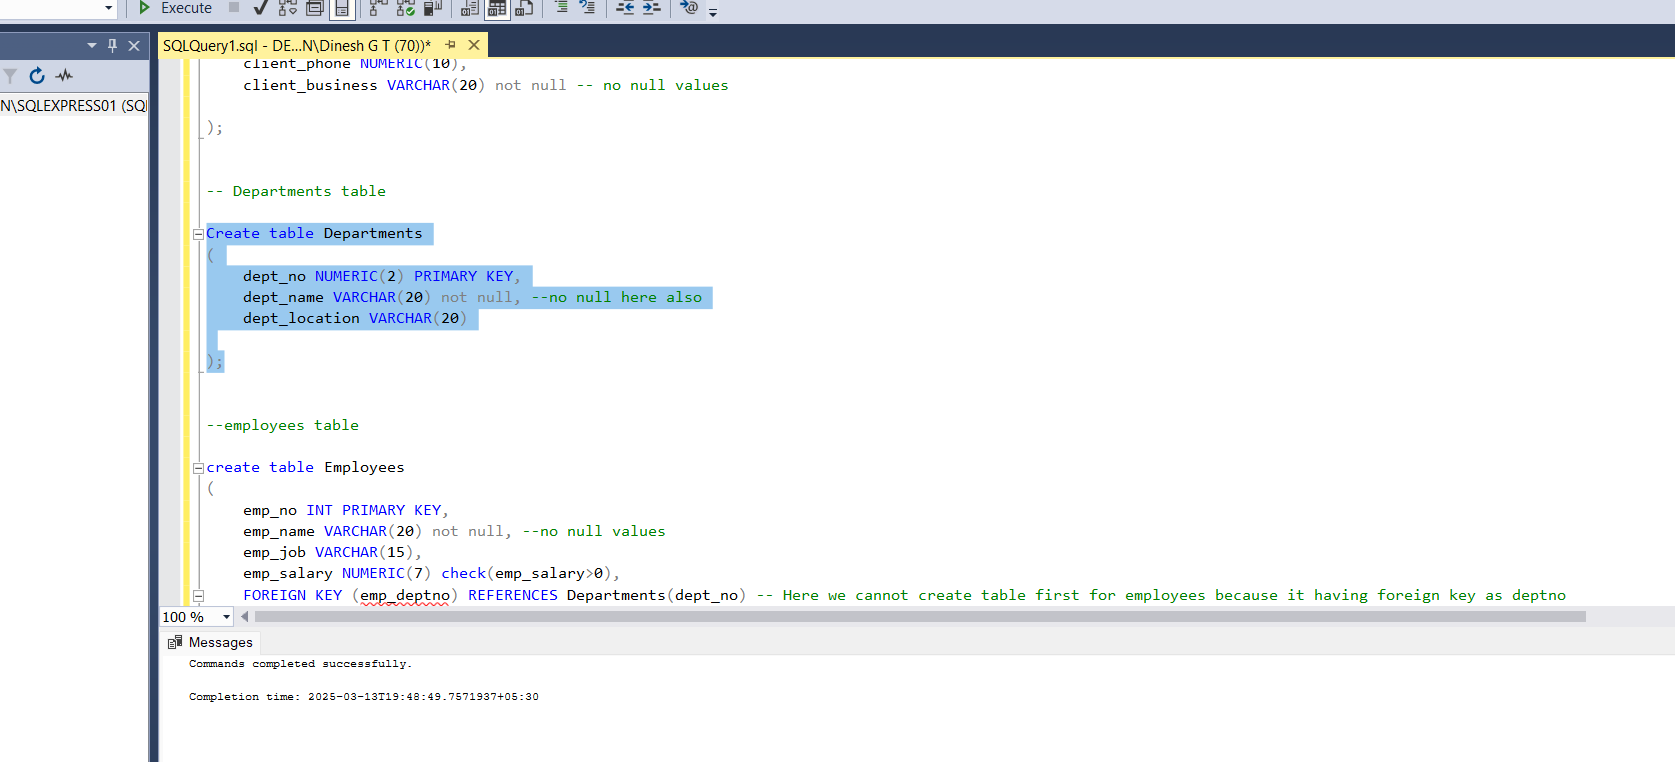 Execute
SQLQuery1.sql - DE...N\Dinesh G T (70))*
N\SQLEXPRESS01 (SQ
client_phone NUMERIC(10),
client_business VARCHAR(20) not null -- no null values
);
-- Departments table
Create table Departments
(
dept_no NUMERIC(2) PRIMARY KEY,
dept_name VARCHAR(20) not null, --no null here also
dept_location VARCHAR(20)
);
--employees table
create table Employees
(
emp_no INT PRIMARY KEY,
emp_name VARCHAR(20) not null, --no null values
emp_job VARCHAR(15),
emp_salary NUMERIC(7) check(emp_salary>0),
FOREIGN KEY (emp_deptno) REFERENCES Departments(dept_no) -- Here we cannot create table first for employees because it having foreign key as deptno
100 %
Messages
Commands completed successfully.
Completion time: 2025-03-13T19:48:49.7571937+05:30